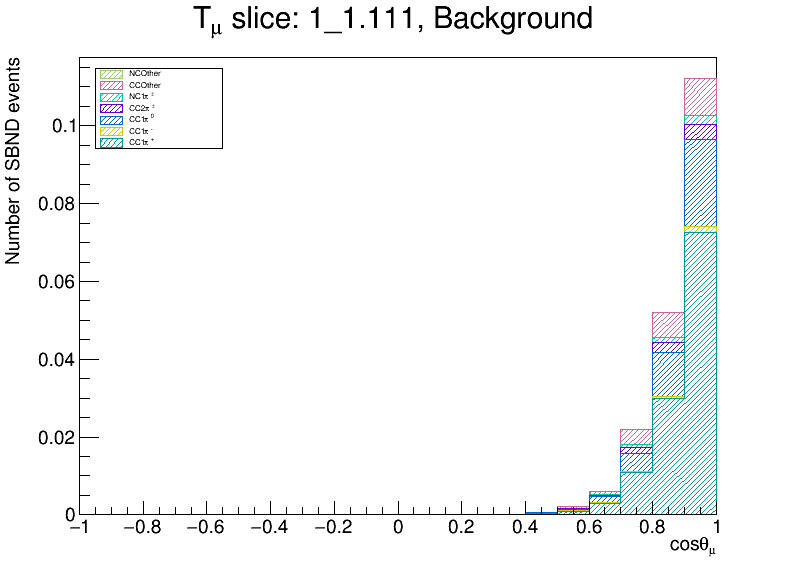 Tμ slice: 1_1.111, Background
Number of SBND events
NCOther
CCOther
NC1π ±
CC2π ±
CC1π 0
CC1π -
CC1π +
0.1
0.08
0.06
0.04
0.02
0
−1 −0.8 −0.6 −0.4 −0.2 0 0.2 0.4 0.6 0.8 1
cosθμ